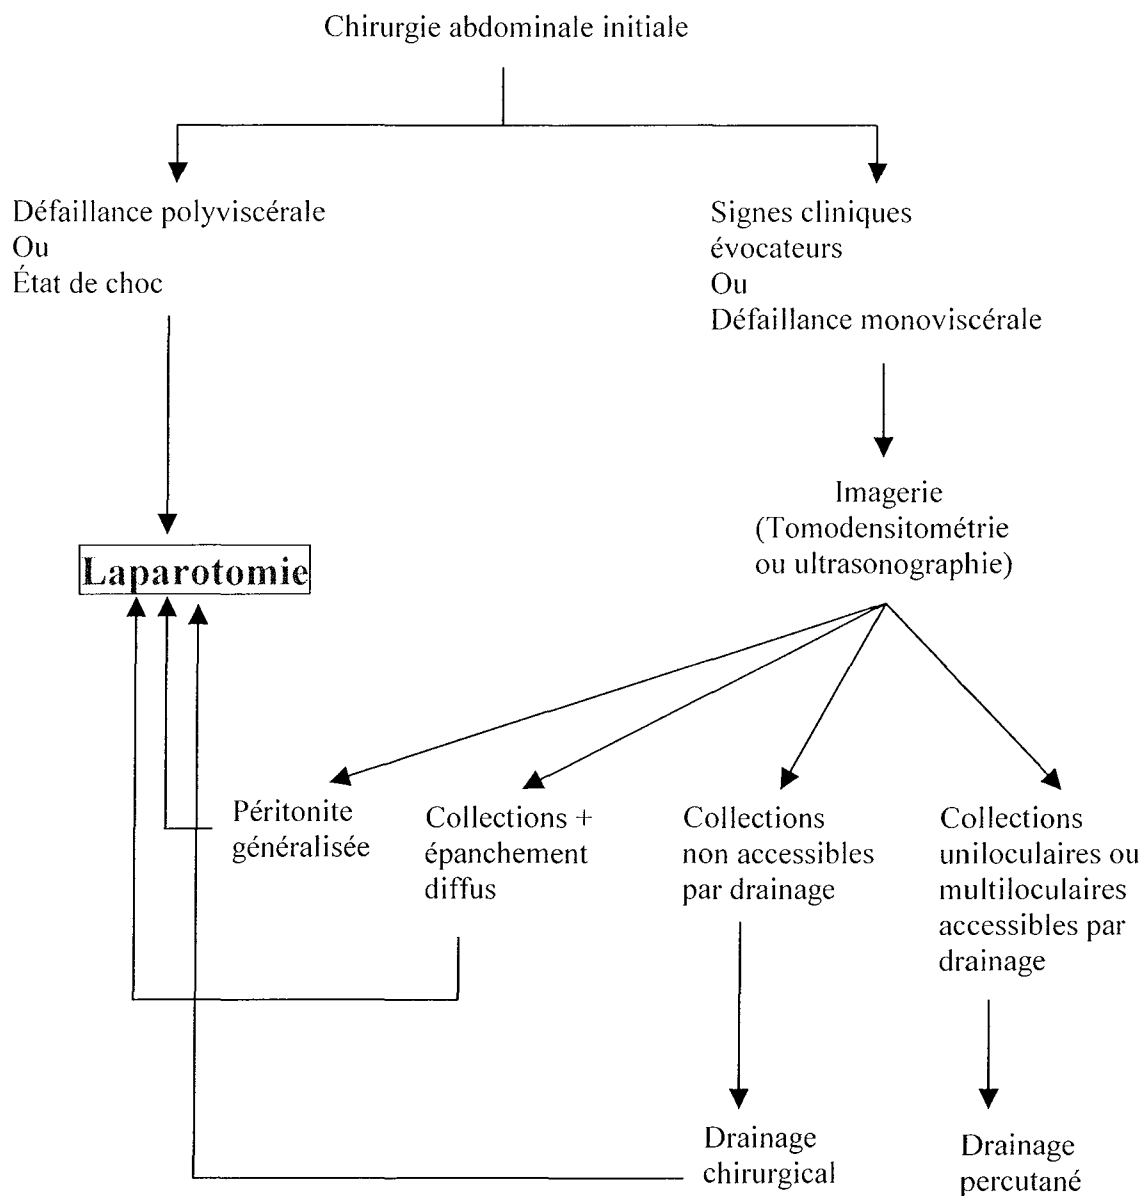 Chirurgie abdominale initiale
Défaillance polyviscérale
Ou
État de choc
Signes cliniques
évocateurs
Ou
Défaillance monoviscérale
Imagerie
(Tomodensitométrie
ou ultrasonographie)
Laparotomie
Péritonite
généralisée
Collections +
épanchement
diffus
Collections
non accessibles
par drainage
Collections
uniloculaires ou
multiloculaires
accessibles par
drainage
Drainage
chirurgical
Drainage
percutané